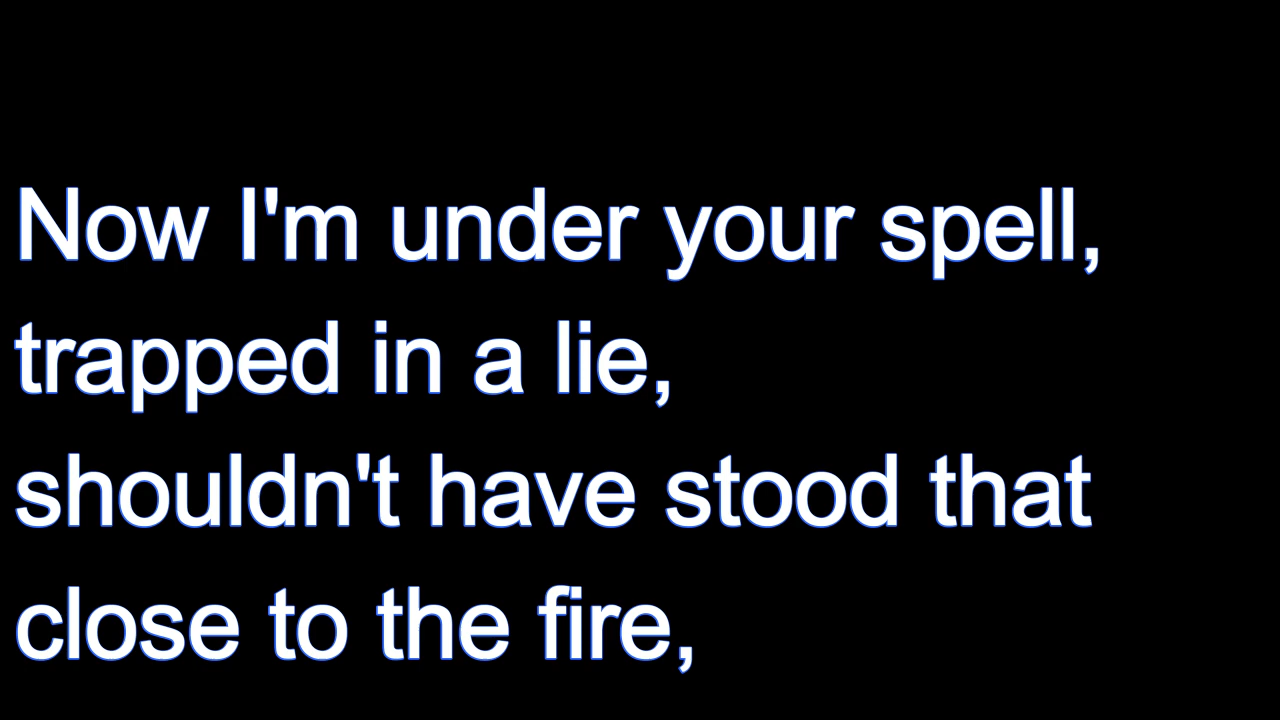 Now I'm under your spell,
trapped in a lie,
shouldn't have stood that
close to the fire,